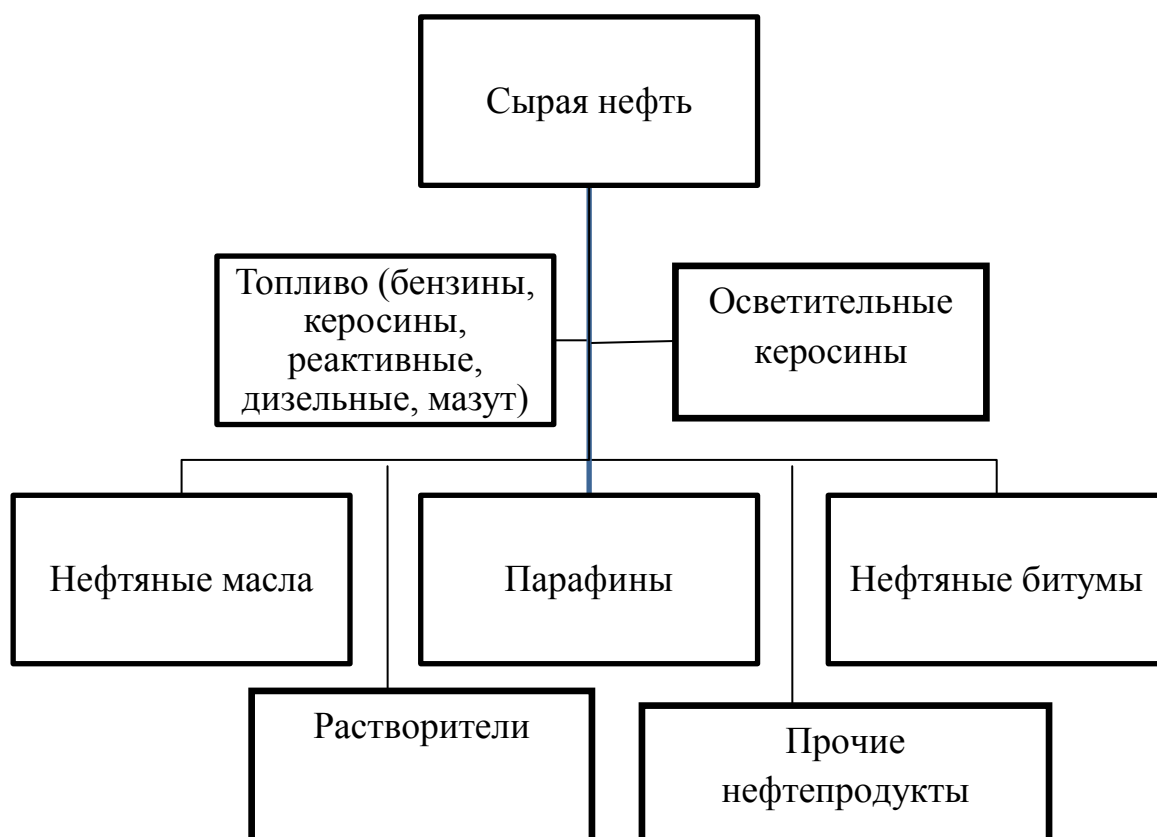 Сырая нефть
Топливо (бензины,
керосины,
реактивные,
дизельные, мазут)
Осветительные
керосины
Нефтяные масла
Парафины
Нефтяные битумы
Растворители
Прочие
нефтепродукты